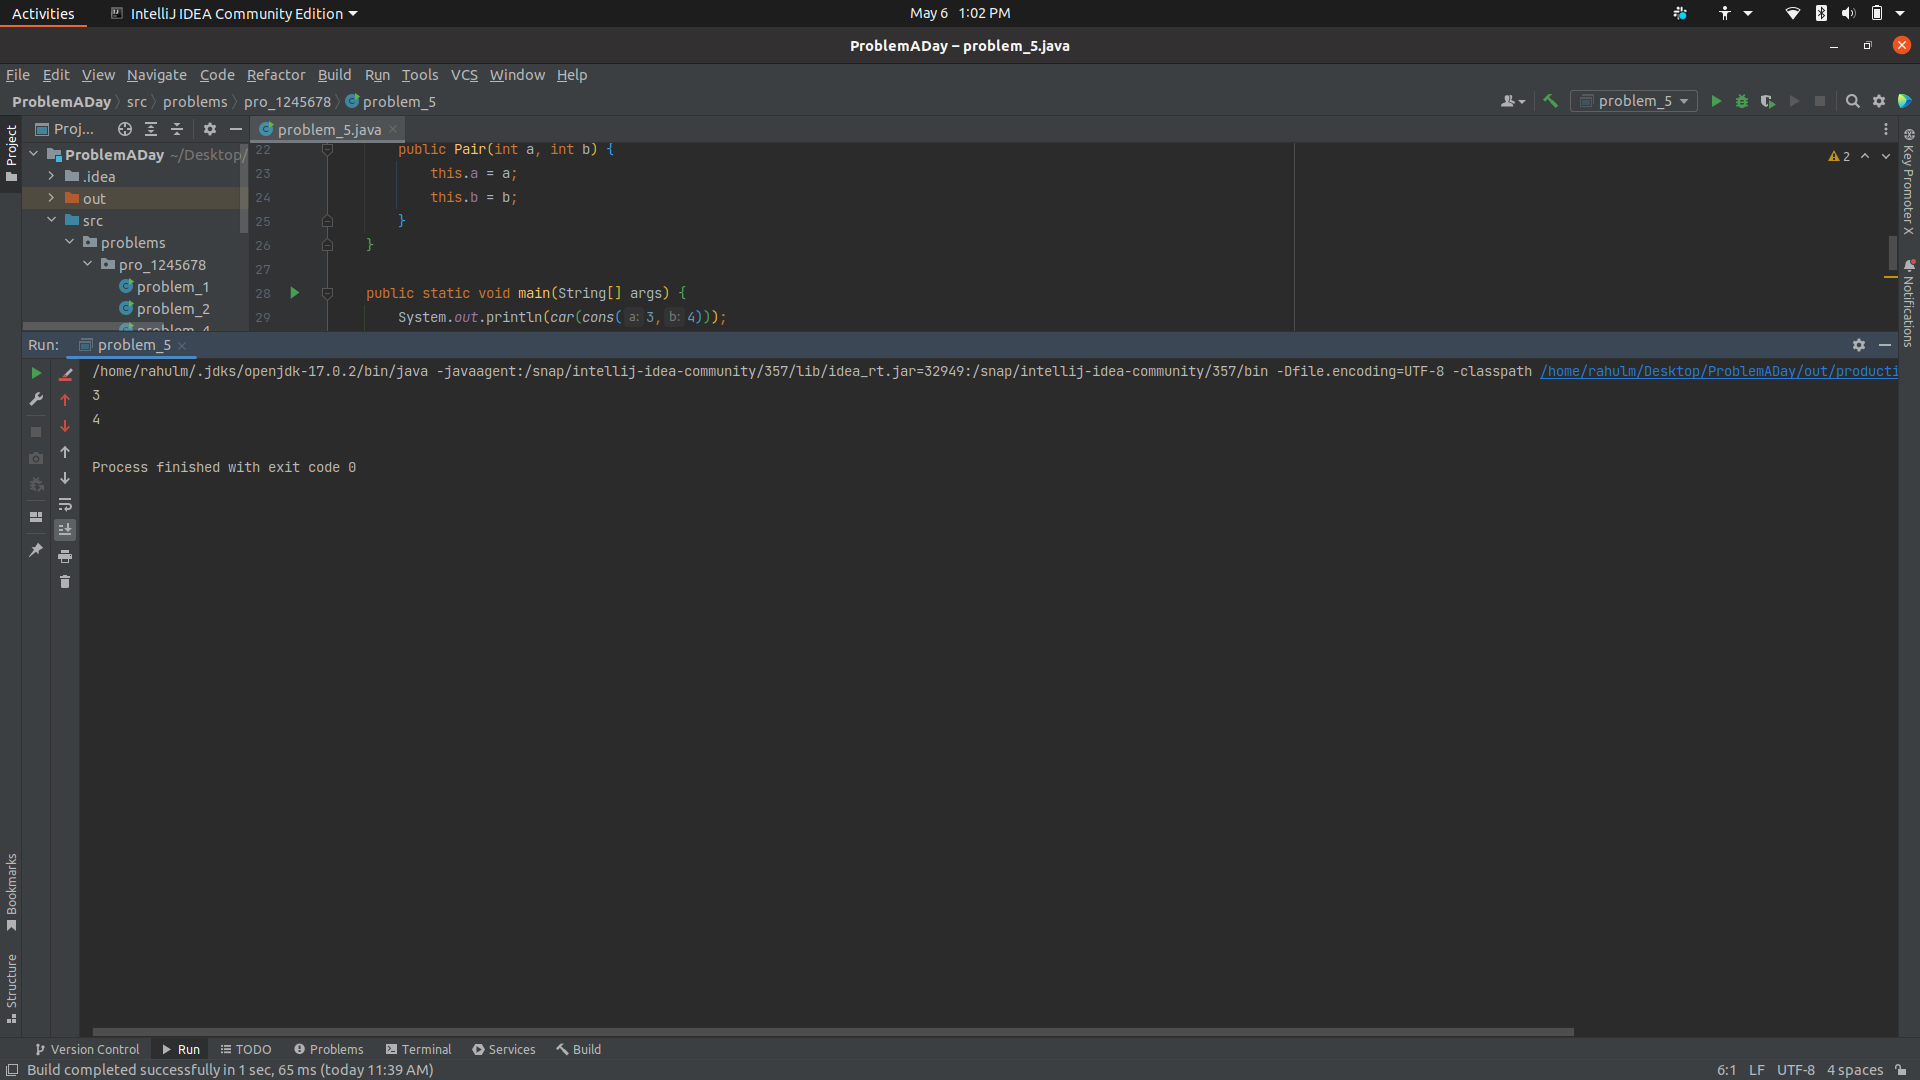 Activities IntelliJ IDEA Community Edition May 6 1:02 PM
ProblemADay – problem_5.java
File Edit View Navigate Code Refactor Build Run Tools VCS Window Help
ProblemADay src problems pro_1245678 problem_5 problem_5
Project
Proj...
problem_5.java
ProblemADay ~/Desktop/
.idea
out
src
problems
pro_1245678
problem_1
problem_2
problem_4
22 public Pair(int a, int b) {
23 this.a = a;
24 this.b = b;
25 }
26 }
27
28 public static void main(String[] args) {
29 System.out.println(car(cons( a: 3, b: 4)));
2
Key Promoter X
Notifications
Run: problem_5
/home/rahulm/.jdks/openjdk-17.0.2/bin/java -javaagent:/snap/intellij-idea-community/357/lib/idea_rt.jar=32949:/snap/intellij-idea-community/357/bin -Dfile.encoding=UTF-8 -classpath /home/rahulm/Desktop/ProblemADay/out/producti
3
4
Process finished with exit code 0
Bookmarks
Structure
Version Control Run TODO Problems Terminal Services Build
Build completed successfully in 1 sec, 65 ms (today 11:39 AM) 6:1 LF UTF-8 4 spaces